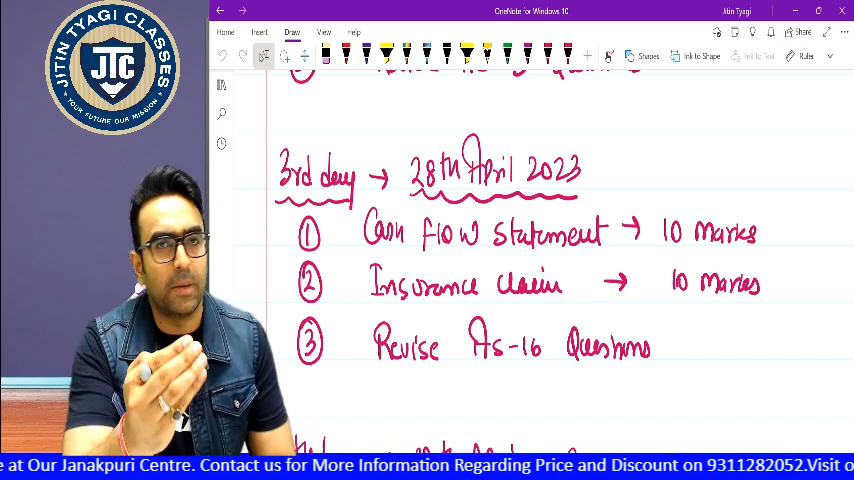 OneNote for Windows 10
Jitin Tyagi
Home Insert Draw View
Share
Shapes Ink to Shape Ink to Text Ruler
JITIN TYAGI CLASSES
JTC
YOUR FUTURE OUR MISSION
3rd day → 28th April 2023
① Cash flow statement → 10 Marks
② Insurance claim → 10 Marks
③ Revise As-16 Questions
e at Our Janakpuri Centre. Contact us for More Information Regarding Price and Discount on 9311282052.Visit o